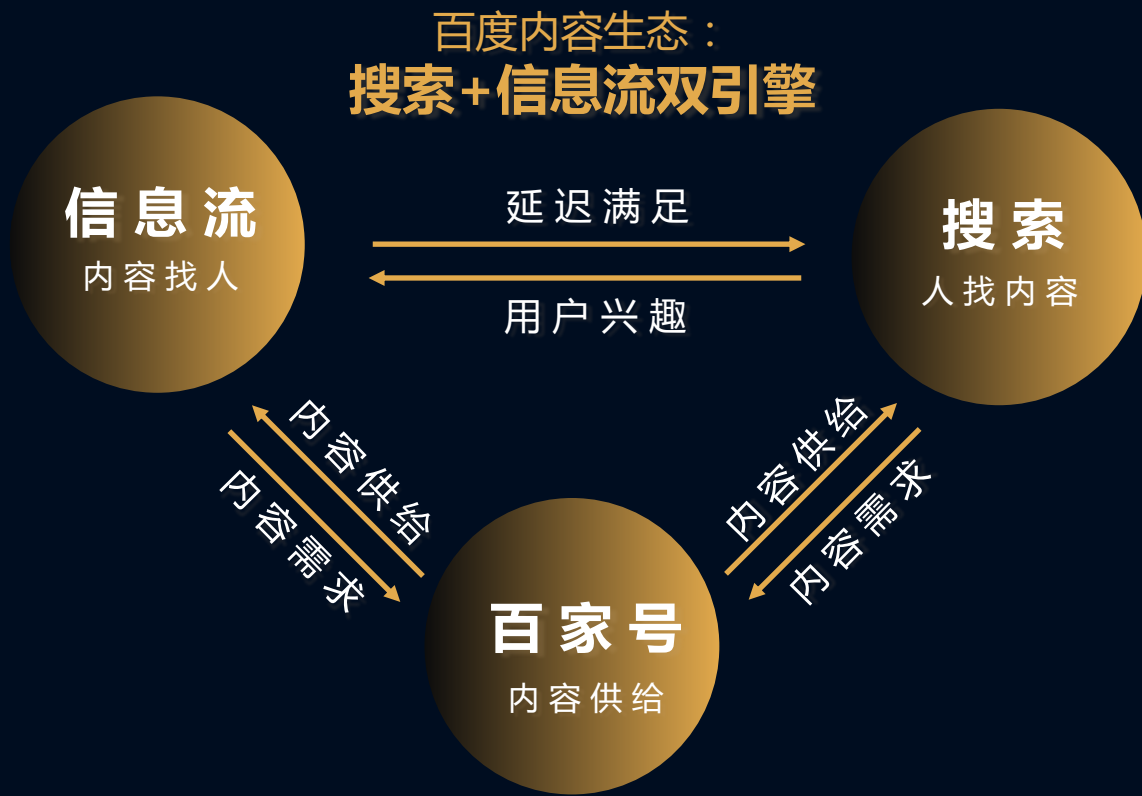 百度内容生态：
搜索+信息流双引擎
信息流
内容找人
延迟满足
用户兴趣
搜索
人找内容
内容供给
内容需求
内容供给
内容需求
百家号
内容供给